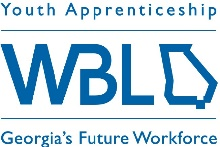 Youth Apprenticeship
WBL
Georgia's Future Workforce